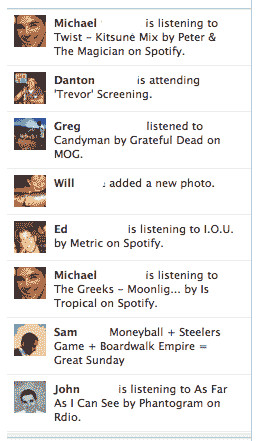 Michael is listening to
Twist - Kitsuné Mix by Peter &
The Magician on Spotify.
Danton is attending
'Trevor' Screening.
Greg listened to
Candyman by Grateful Dead on
MOG.
Will added a new photo.
Ed is listening to I.O.U.
by Metric on Spotify.
Michael is listening to
The Greeks - Moonlig... by Is
Tropical on Spotify.
Sam Moneyball + Steelers
Game + Boardwalk Empire =
Great Sunday
John is listening to As Far
As I Can See by Phantogram on
Rdio.